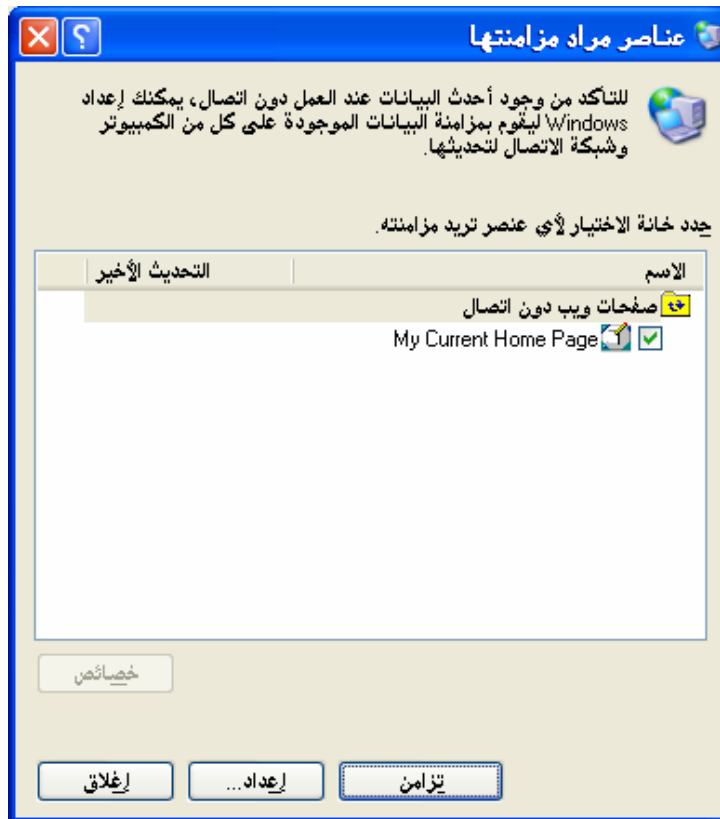 عناصر مراد مزامنتها
للتأكد من وجود أحدث البيانات عند العمل دون اتصال، يمكنك إعداد
Windows ليقوم بمزامنة البيانات الموجودة على كل من الكمبيوتر
وشبكة الاتصال لتحديثها.
حدد خانة الاختيار لأي عنصر تريد مزامنته.
الاسم التحديث الأخير
صفحات ويب دون اتصال
My Current Home Page
خصائص
تزامن إعداد... إغلاق